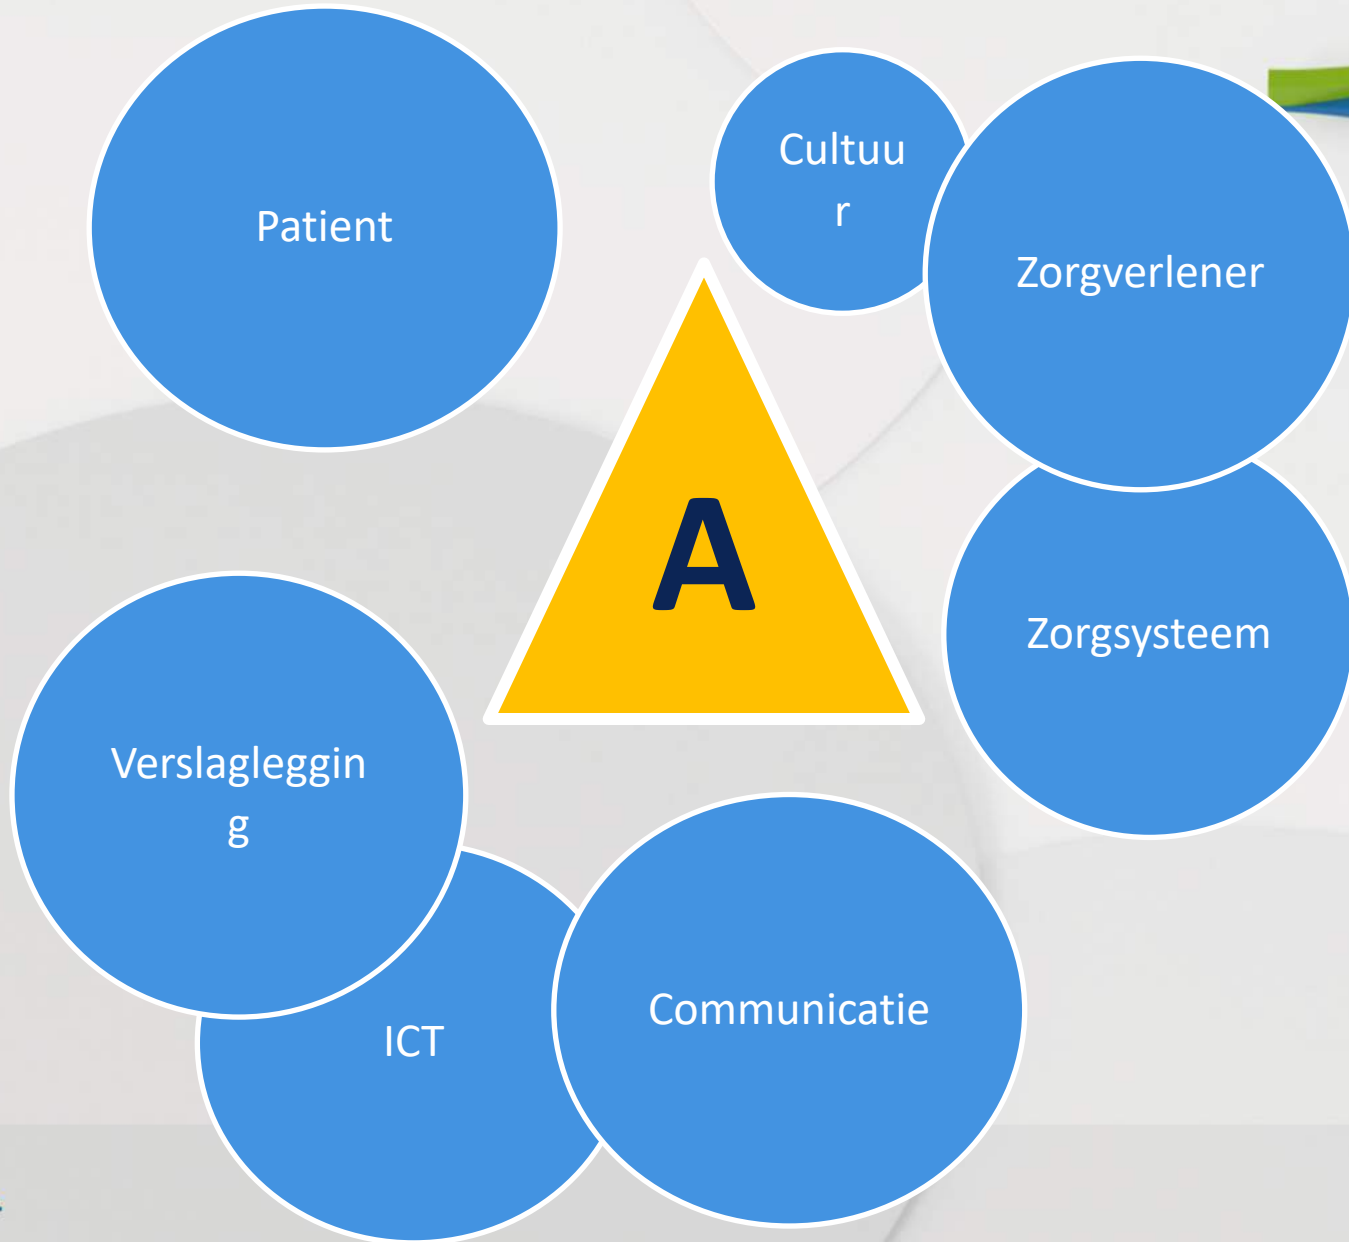 Patient
Cultuu
r
Zorgverlener
A
Zorgsysteem
Verslagleggin
g
Communicatie
ICT